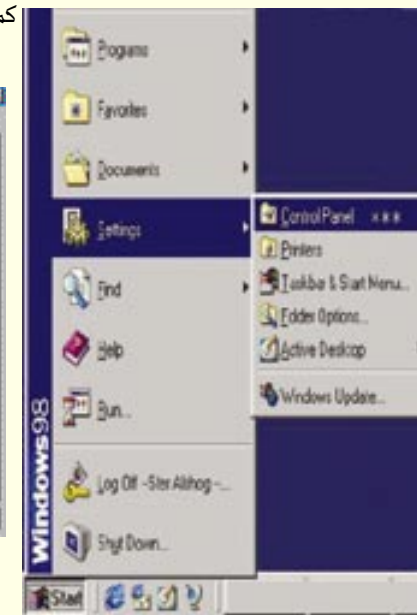 Programs
Favorites
Documents
Settings
Find
Help
Run...
Log Off
Shut Down...
Control Panel ***
Printers
Taskbar & Start Menu...
Folder Options...
Active Desktop
Windows Update...
Windows98
Start